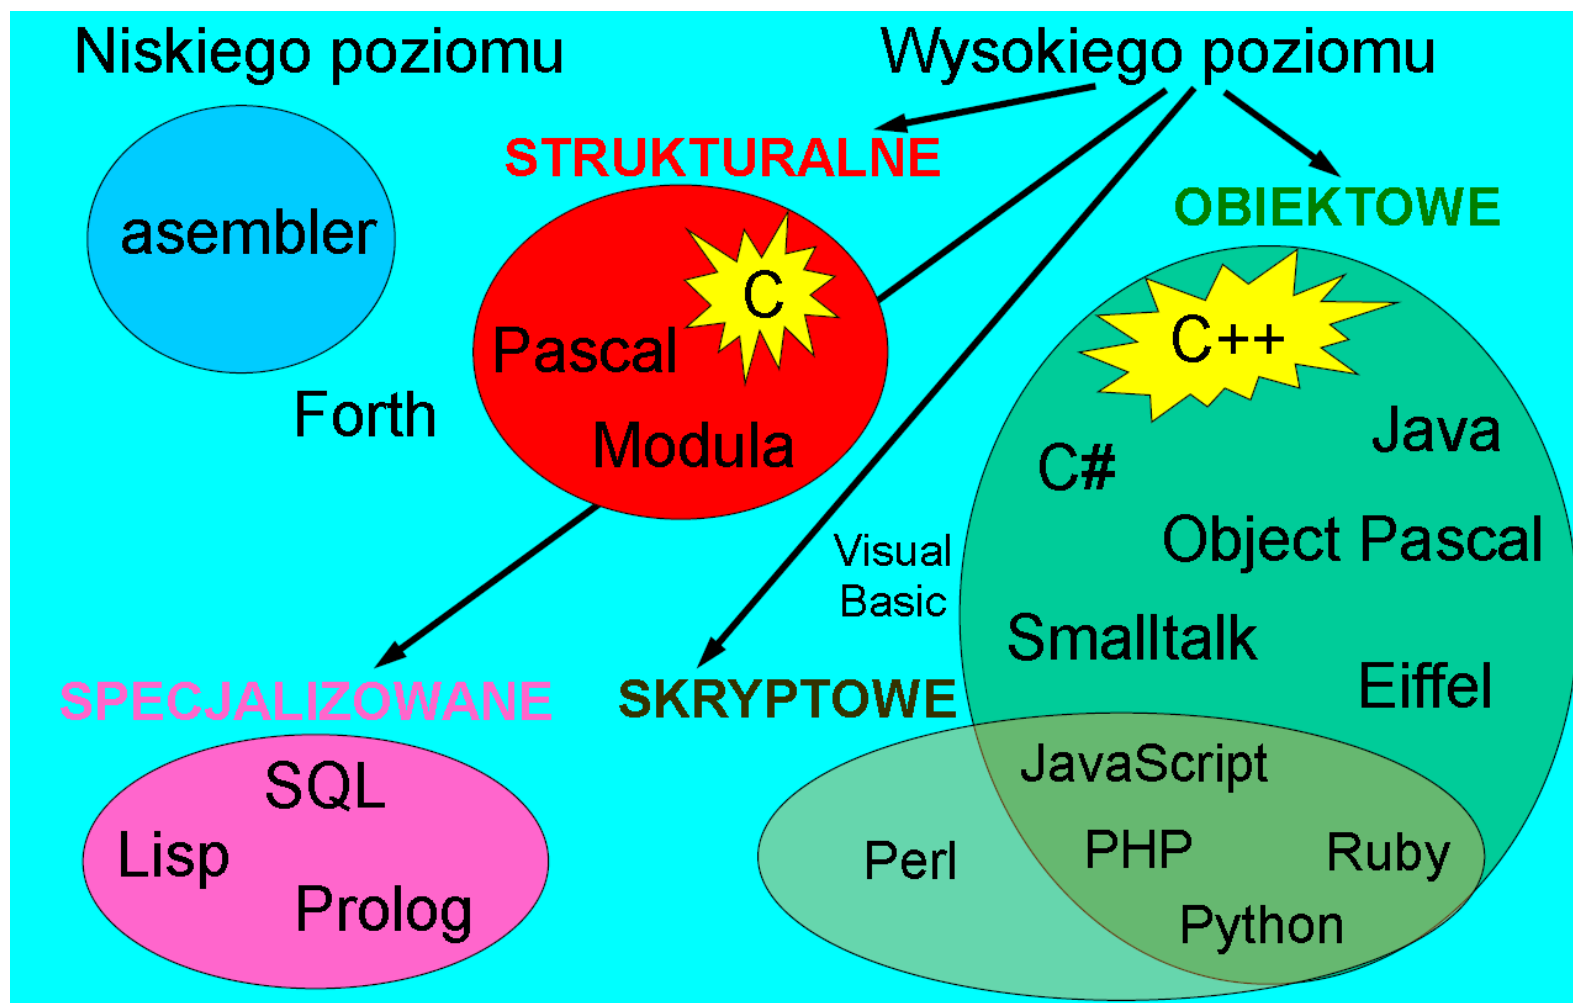 Niskiego poziomu
Wysokiego poziomu
STRUKTURALNE
OBIEKTOWE
asembler
C
Pascal
Modula
Forth
C++
Java
C#
Object Pascal
Visual
Basic
Smalltalk
Eiffel
SPECJALIZOWANE
SKRYPTOWE
SQL
Lisp
Prolog
JavaScript
Perl
PHP
Ruby
Python